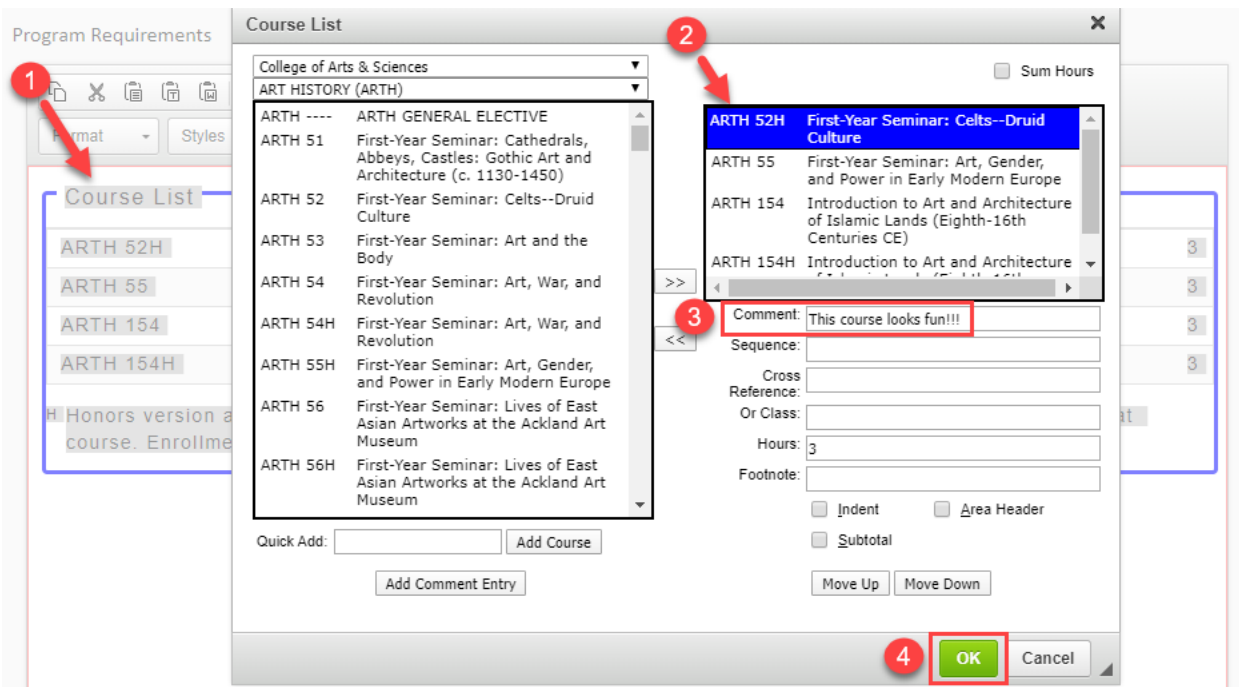 Program Requirements
Course List
2
College of Arts & Sciences
ART HISTORY (ARTH)
Sum Hours
1
Format
Styles
ARTH ---- ARTH GENERAL ELECTIVE
ARTH 51 First-Year Seminar: Cathedrals,
Abbeys, Castles: Gothic Art and
Architecture (c. 1130-1450)
ARTH 52 First-Year Seminar: Celts--Druid
Culture
ARTH 53 First-Year Seminar: Art and the
Body
ARTH 54 First-Year Seminar: Art, War, and
Revolution
ARTH 54H First-Year Seminar: Art, War, and
Revolution
ARTH 55H First-Year Seminar: Art, Gender,
and Power in Early Modern Europe
ARTH 56 First-Year Seminar: Lives of East
Asian Artworks at the Ackland Art
Museum
ARTH 56H First-Year Seminar: Lives of East
Asian Artworks at the Ackland Art
Museum
>>
<<
ARTH 52H First-Year Seminar: Celts--Druid
Culture
ARTH 55 First-Year Seminar: Art, Gender,
and Power in Early Modern Europe
ARTH 154 Introduction to Art and Architecture
of Islamic Lands (Eighth-16th
Centuries CE)
ARTH 154H Introduction to Art and Architecture
3
Comment: This course looks fun!!!
Sequence:
Cross
Reference:
Or Class:
Hours: 3
Footnote:
Indent
Area Header
Subtotal
Quick Add:
Add Course
Add Comment Entry
Move Up
Move Down
4
OK
Cancel
Course List
ARTH 52H 3
ARTH 55 3
ARTH 154 3
ARTH 154H 3
H Honors version a
course. Enrollme